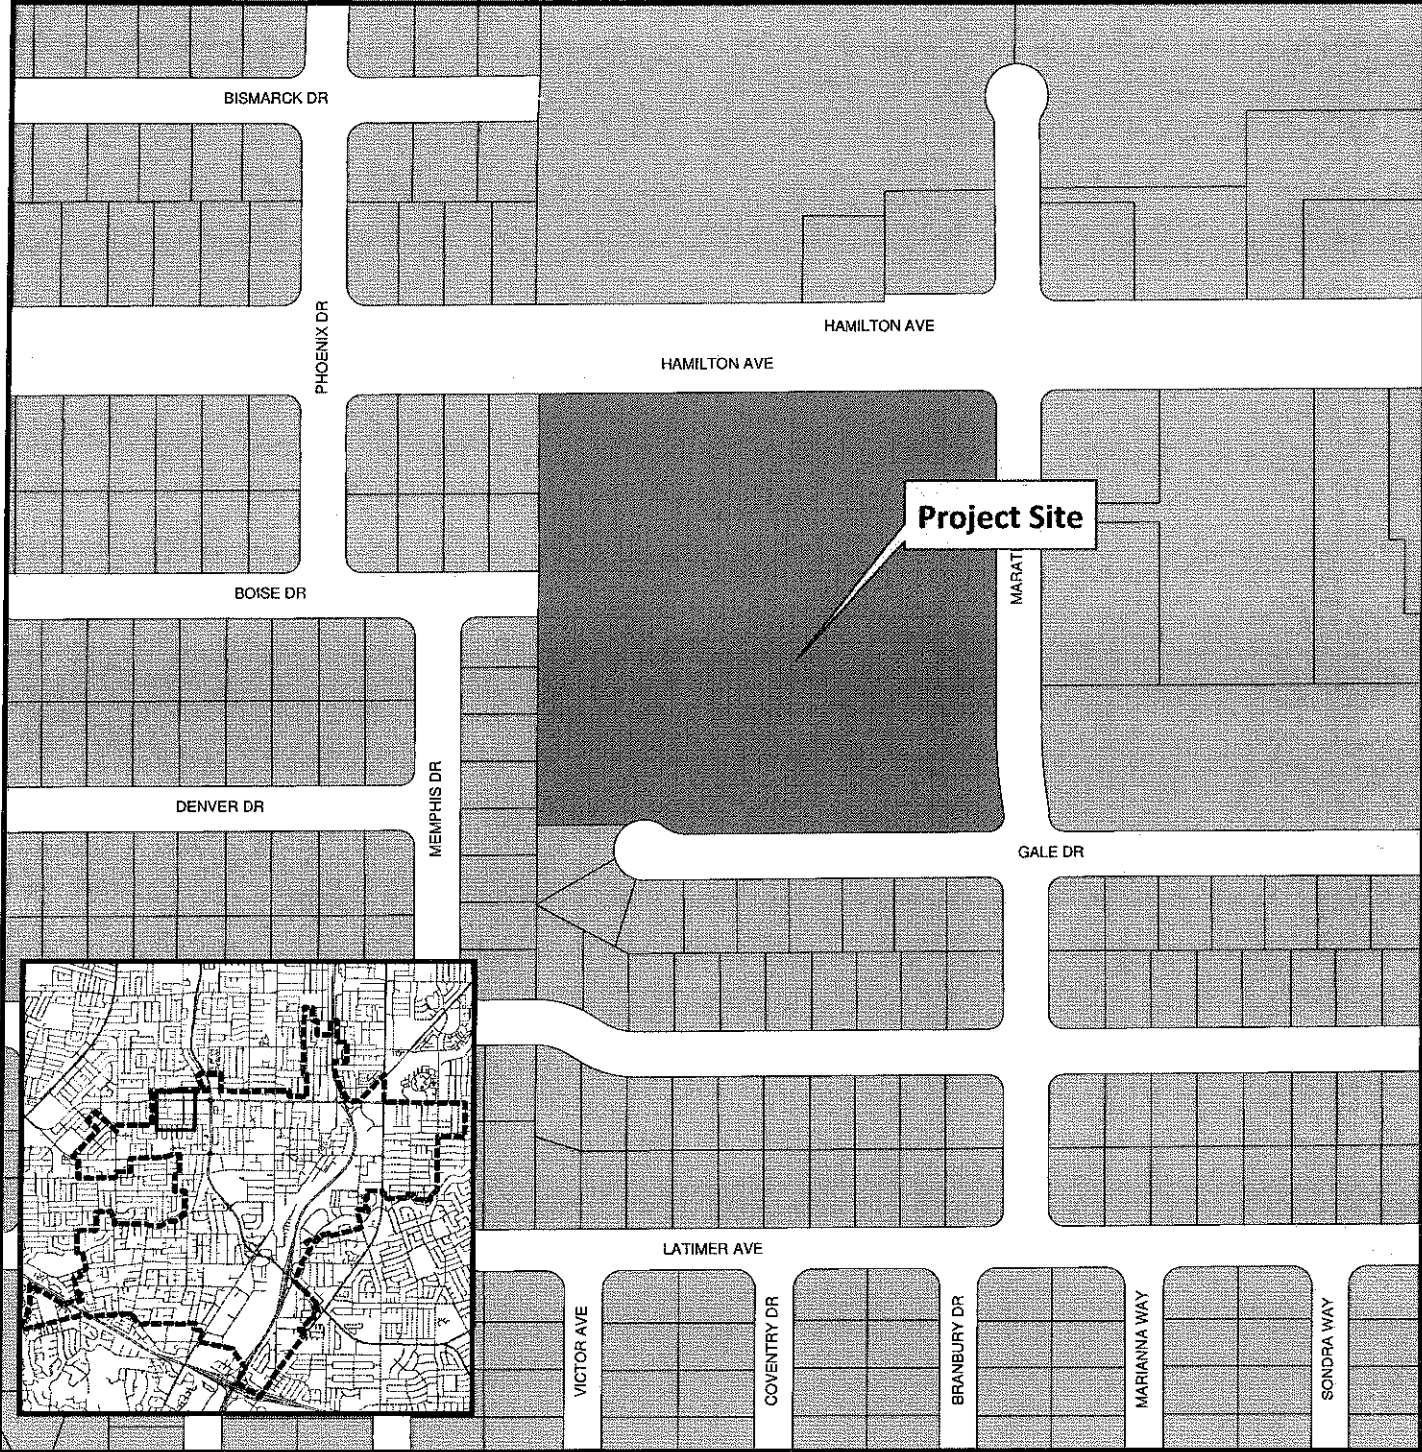 BISMARCK DR
PHOENIX DR
HAMILTON AVE
HAMILTON AVE
Project Site
MARAT
BOISE DR
DENVER DR
MEMPHIS DR
GALE DR
LATIMER AVE
VICTOR AVE
COVENTRY DR
BRANBURY DR
MARIANNA WAY
SONDRA WAY